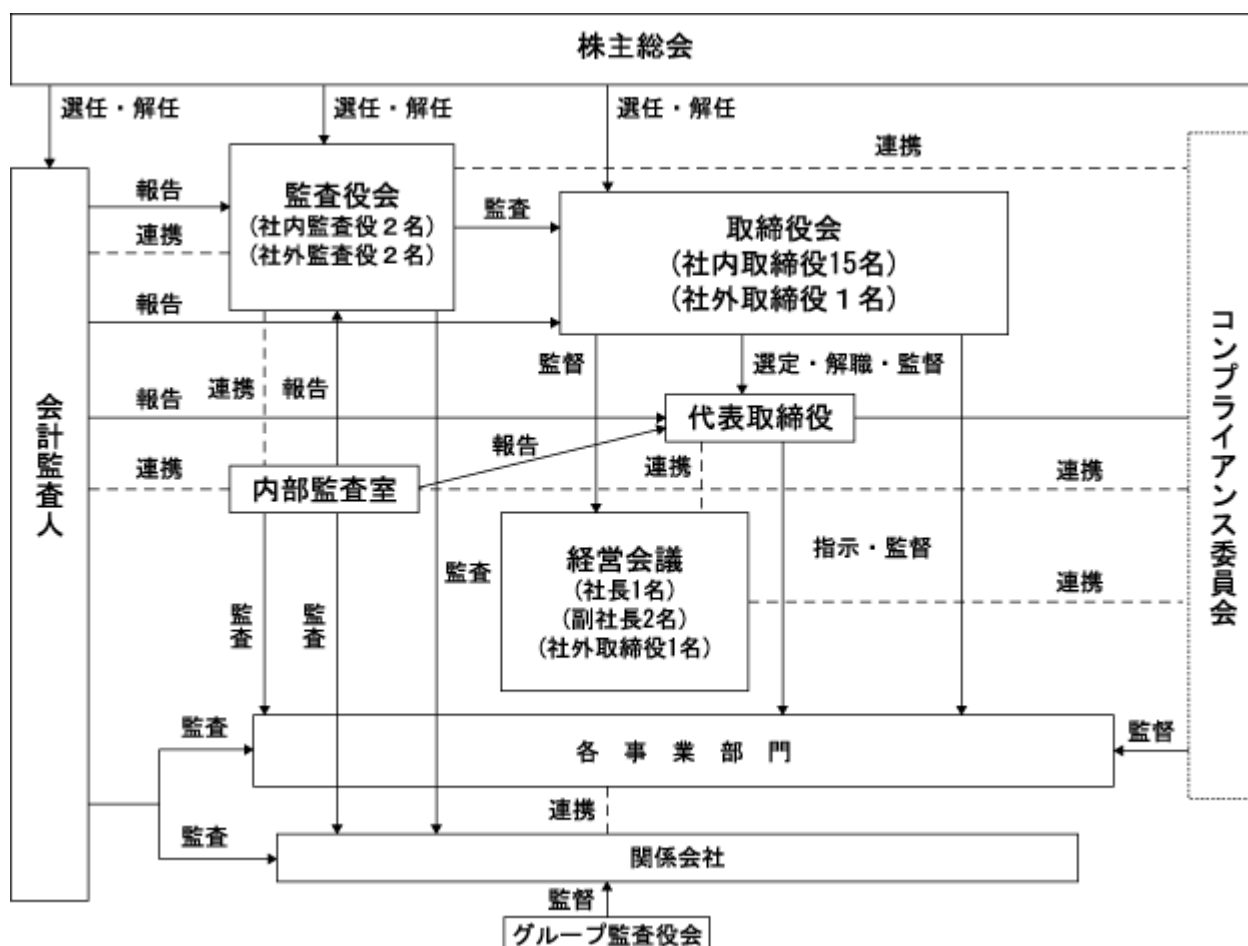 株主総会
選任・解任
選任・解任
選任・解任
連携
報告
監査役会
(社内監査役２名)
(社外監査役２名)
監査
取締役会
(社内取締役15名)
(社外取締役１名)
連携
報告
監督
選定・解職・監督
連携
報告
報告
代表取締役
報告
連携
連携
内部監査室
連携
コンプライアンス委員会
会計監査人
経営会議
(社長1名)
(副社長2名)
(社外取締役1名)
指示・監督
監査
連携
監査
監査
監査
各事業部門
監督
連携
監査
関係会社
監督
グループ監査役会